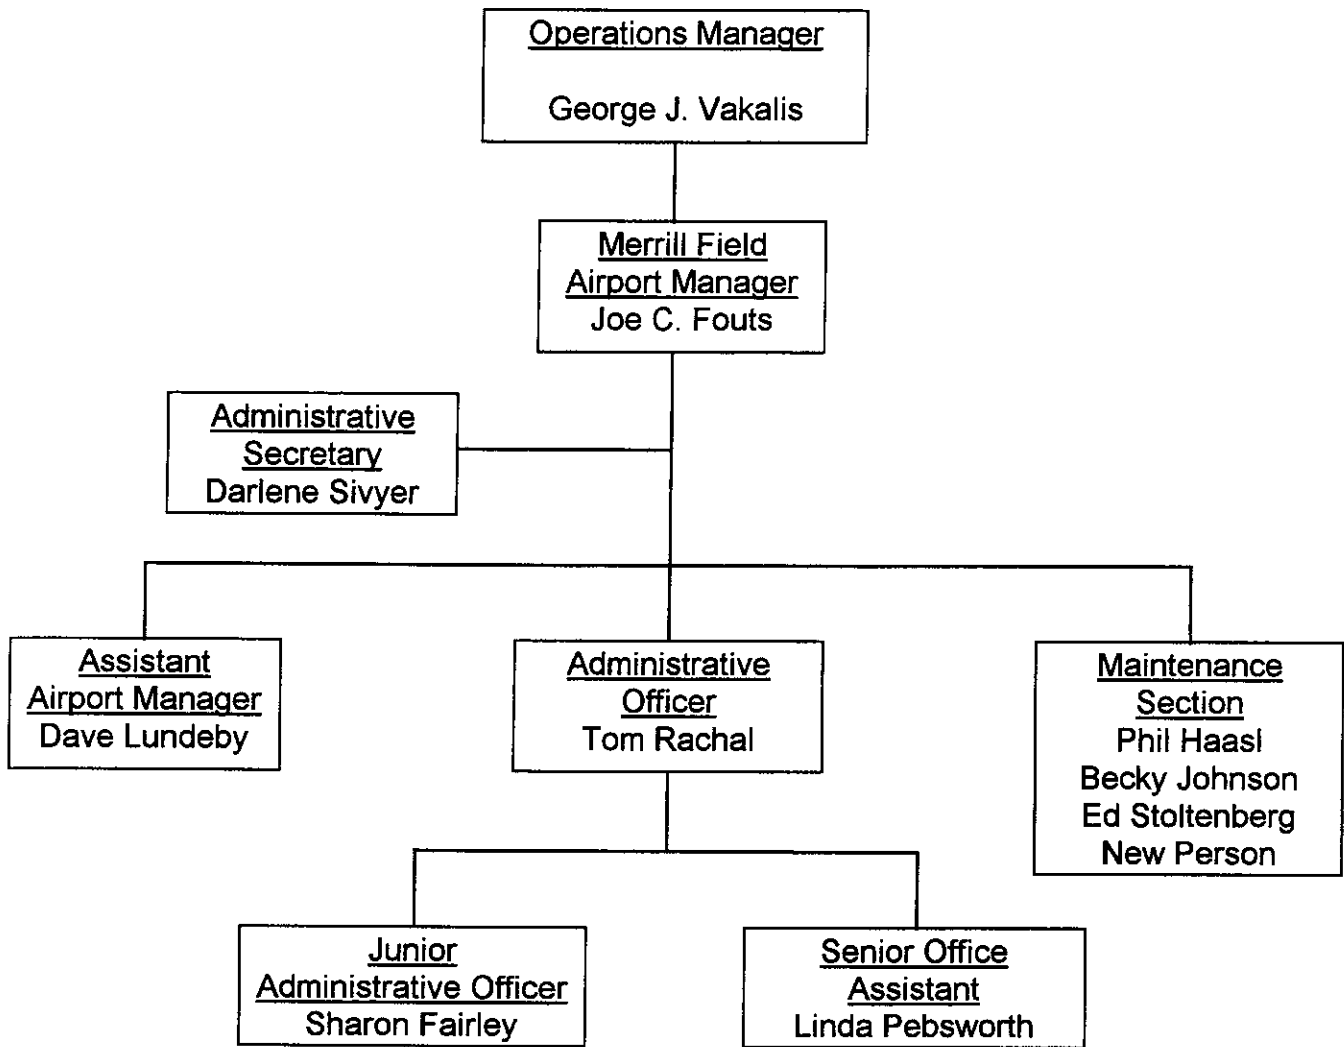 Operations Manager
George J. Vakalis
Merrill Field
Airport Manager
Joe C. Fouts
Administrative
Secretary
Darlene Sivyer
Assistant
Airport Manager
Dave Lundeby
Administrative
Officer
Tom Rachal
Maintenance
Section
Phil Haasl
Becky Johnson
Ed Stoltenberg
New Person
Junior
Administrative Officer
Sharon Fairley
Senior Office
Assistant
Linda Pebsworth